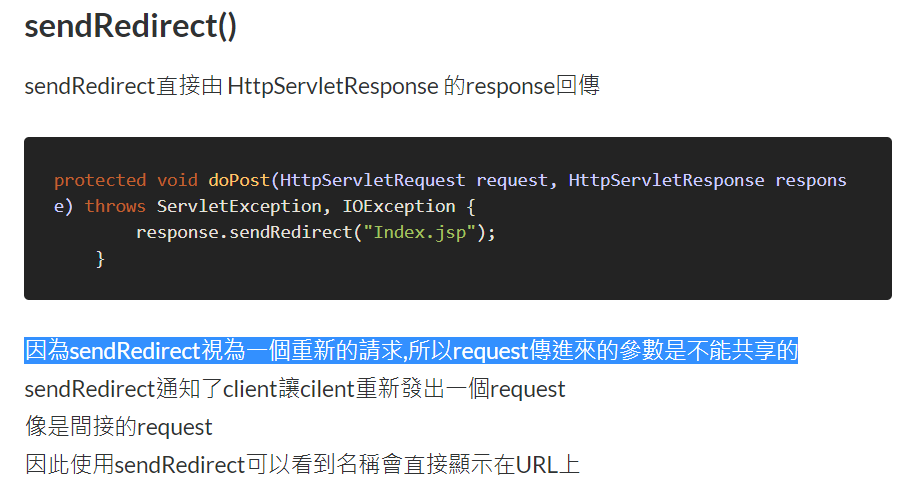 sendRedirect()
sendRedirect直接由 HttpServletResponse 的response回傳
protected void doPost(HttpServletRequest request, HttpServletResponse respons
e) throws ServletException, IOException {
response.sendRedirect("Index.jsp");
}
因為sendRedirect視為一個重新的請求,所以request傳進來的參數是不能共享的
sendRedirect通知了client讓cilent重新發出一個request
像是間接的request
因此使用sendRedirect可以看到名稱會直接顯示在URL上